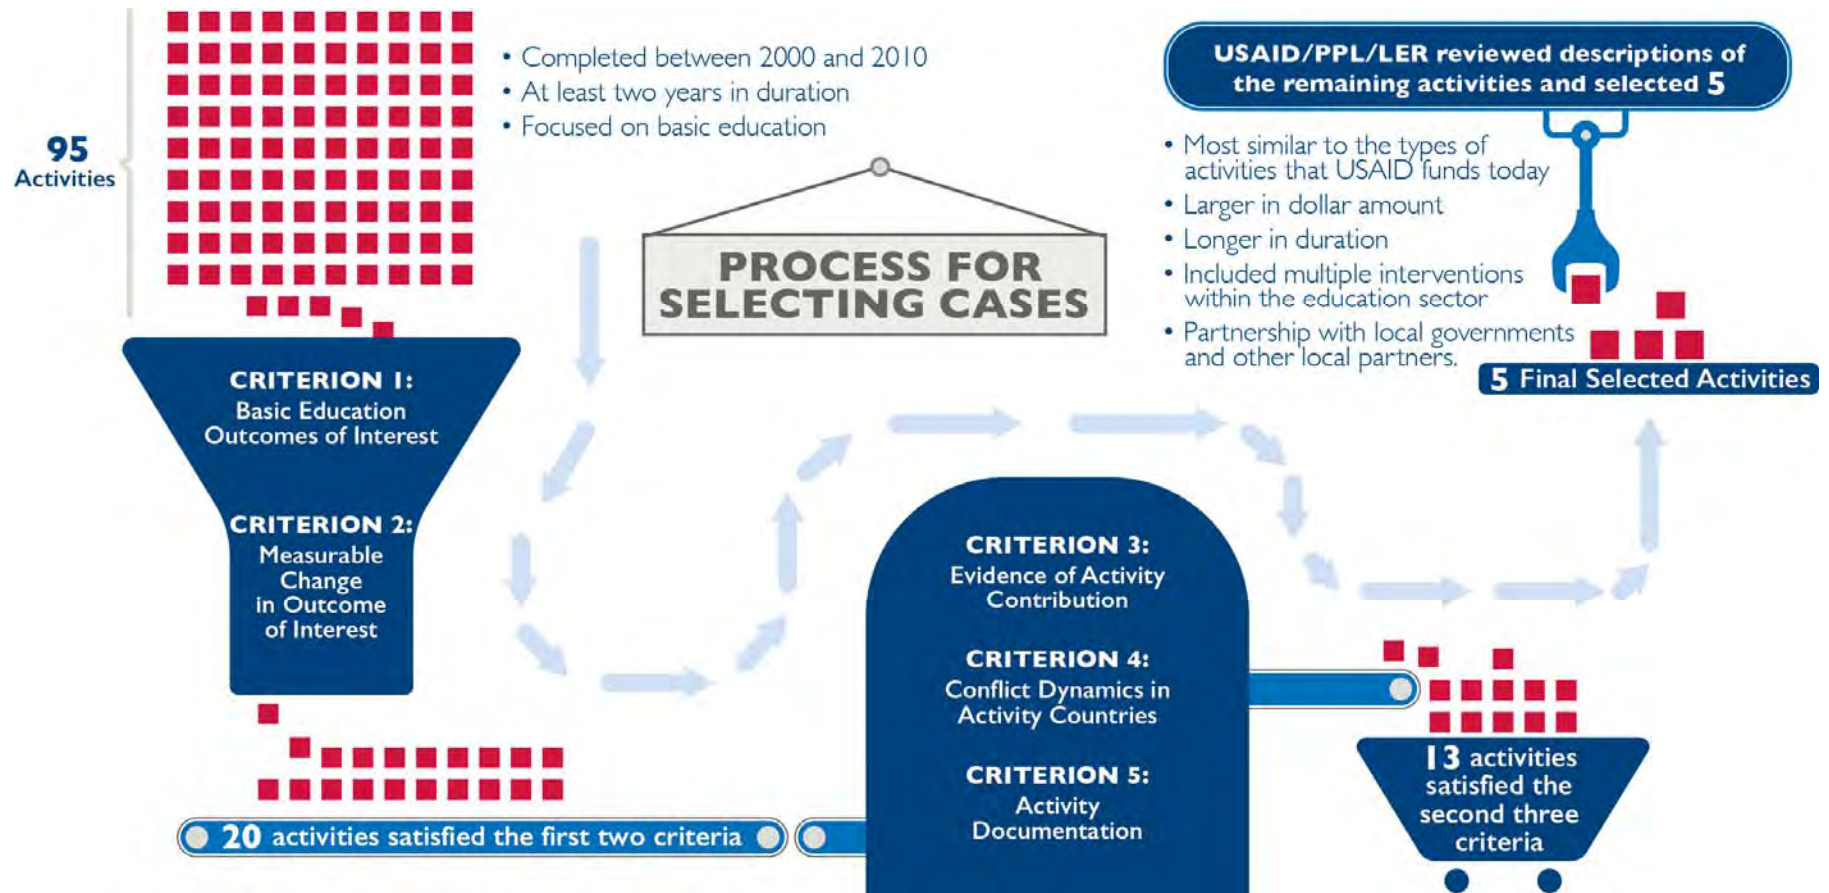 95
Activities
• Completed between 2000 and 2010
• At least two years in duration
• Focused on basic education
PROCESS FOR
SELECTING CASES
CRITERION 1:
Basic Education
Outcomes of Interest
CRITERION 2:
Measurable
Change
in Outcome
of Interest
20 activities satisfied the first two criteria
CRITERION 3:
Evidence of Activity
Contribution
CRITERION 4:
Conflict Dynamics in
Activity Countries
CRITERION 5:
Activity
Documentation
13 activities
satisfied the
second three
criteria
USAID/PPL/LER reviewed descriptions of
the remaining activities and selected 5
• Most similar to the types of
activities that USAID funds today
• Larger in dollar amount
• Longer in duration
• Included multiple interventions
within the education sector
• Partnership with local governments
and other local partners.
5 Final Selected Activities